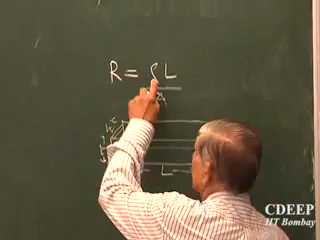 R = ρL
A
L
CDEEP
IIT Bombay